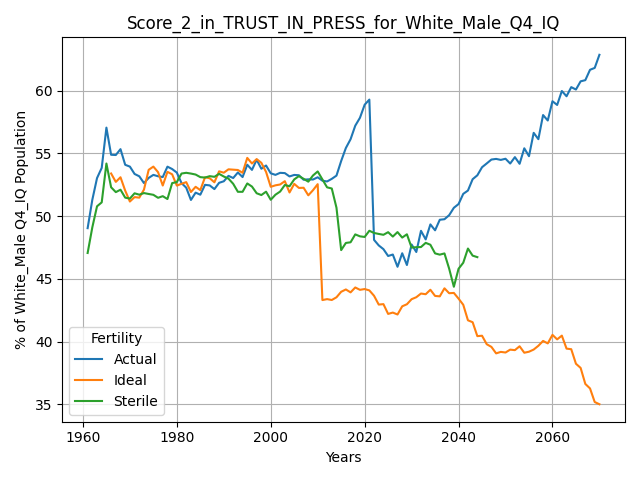 Score_2_in_TRUST_IN_PRESS_for_White_Male_Q4_IQ
% of White_Male Q4_IQ Population
60
55
50
45
40
35
Fertility
Actual
Ideal
Sterile
1960 1980 2000 2020 2040 2060
Years